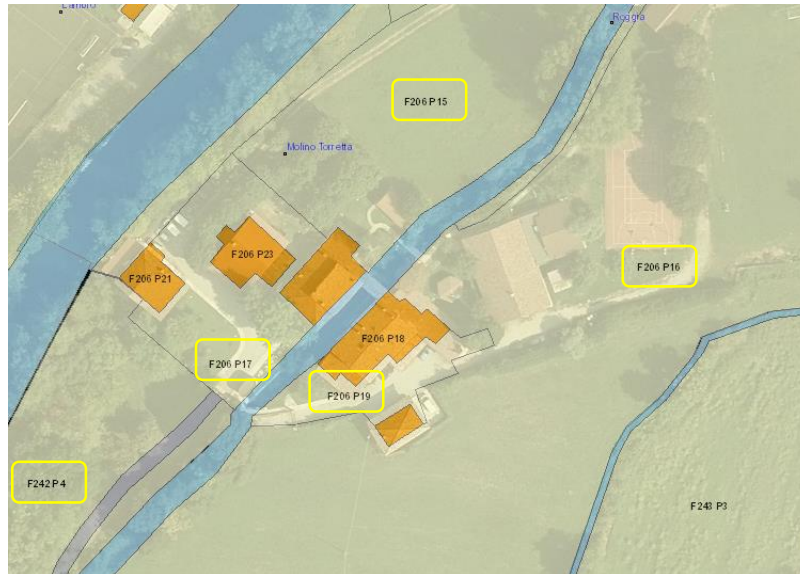 Lambro
Roggia
F206 P15
Molino Torretta
F206 P23
F206 P16
F206 P21
F206 P18
F206 P17
F206 P19
F242 P4
F243 P3